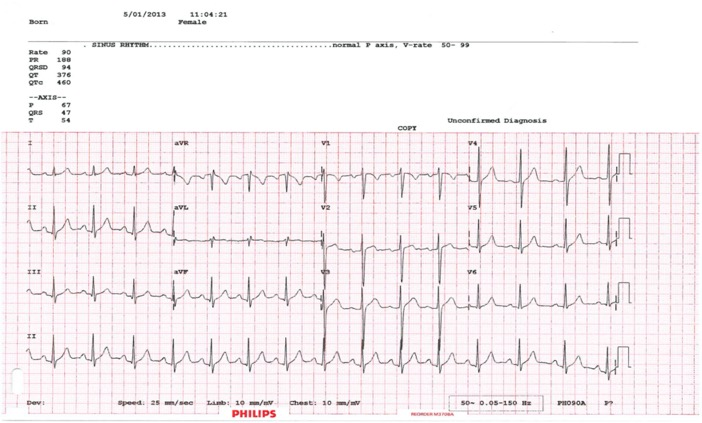 5/01/2013 11:04:21
Born Female
. SINUS RHYTHM.......................................normal P axis, V-rate 50- 99
Rate 90
PR 188
QRSD 94
QT 376
QTc 460
--AXIS--
P 67
QRS 47
T 54
Unconfirmed Diagnosis
COPY
I aVR V1 V4
II aVL V2 V5
III aVF V3 V6
II
Dev: Speed: 25 mm/sec Limb: 10 mm/mV Chest: 10 mm/mV 50~ 0.05-150 Hz PH090A P?
PHILIPS RECORDER M3708A